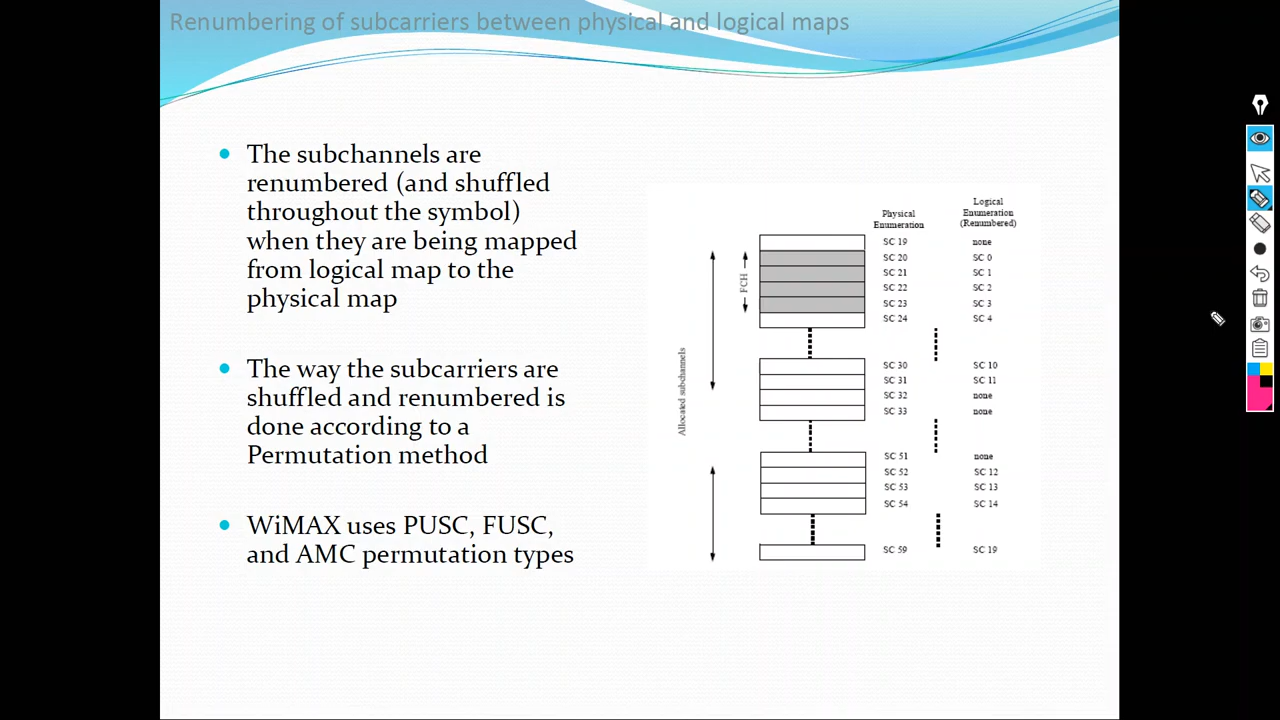 Renumbering of subcarriers between physical and logical maps
The subchannels are
renumbered (and shuffled
throughout the symbol)
when they are being mapped
from logical map to the
physical map
The way the subcarriers are
shuffled and renumbered is
done according to a
Permutation method
WiMAX uses PUSC, FUSC,
and AMC permutation types
Physical
Enumeration
Logical
Enumeration
(Renumbered)
SC 19 none
SC 20 SC 0
SC 21 SC 1
SC 22 SC 2
SC 23 SC 3
SC 24 SC 4
FCH
Allocated subchannels
SC 30 SC 10
SC 31 SC 11
SC 32 none
SC 33 none
SC 51 none
SC 52 SC 12
SC 53 SC 13
SC 54 SC 14
SC 59 SC 19